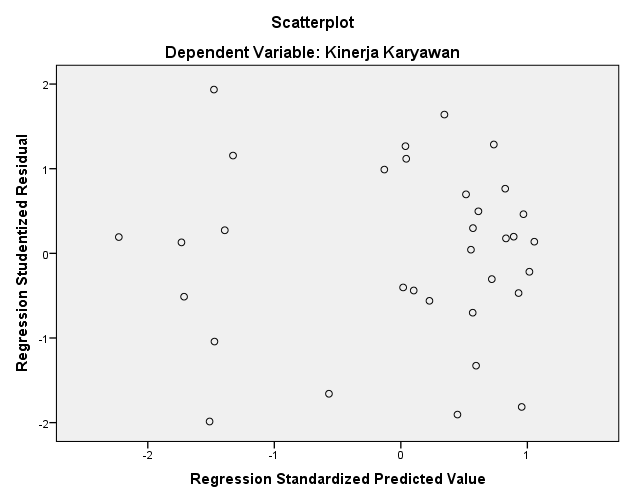 Scatterplot
Dependent Variable: Kinerja Karyawan
Regression Studentized Residual
2
1
0
-1
-2
-2
-1
0
1
Regression Standardized Predicted Value